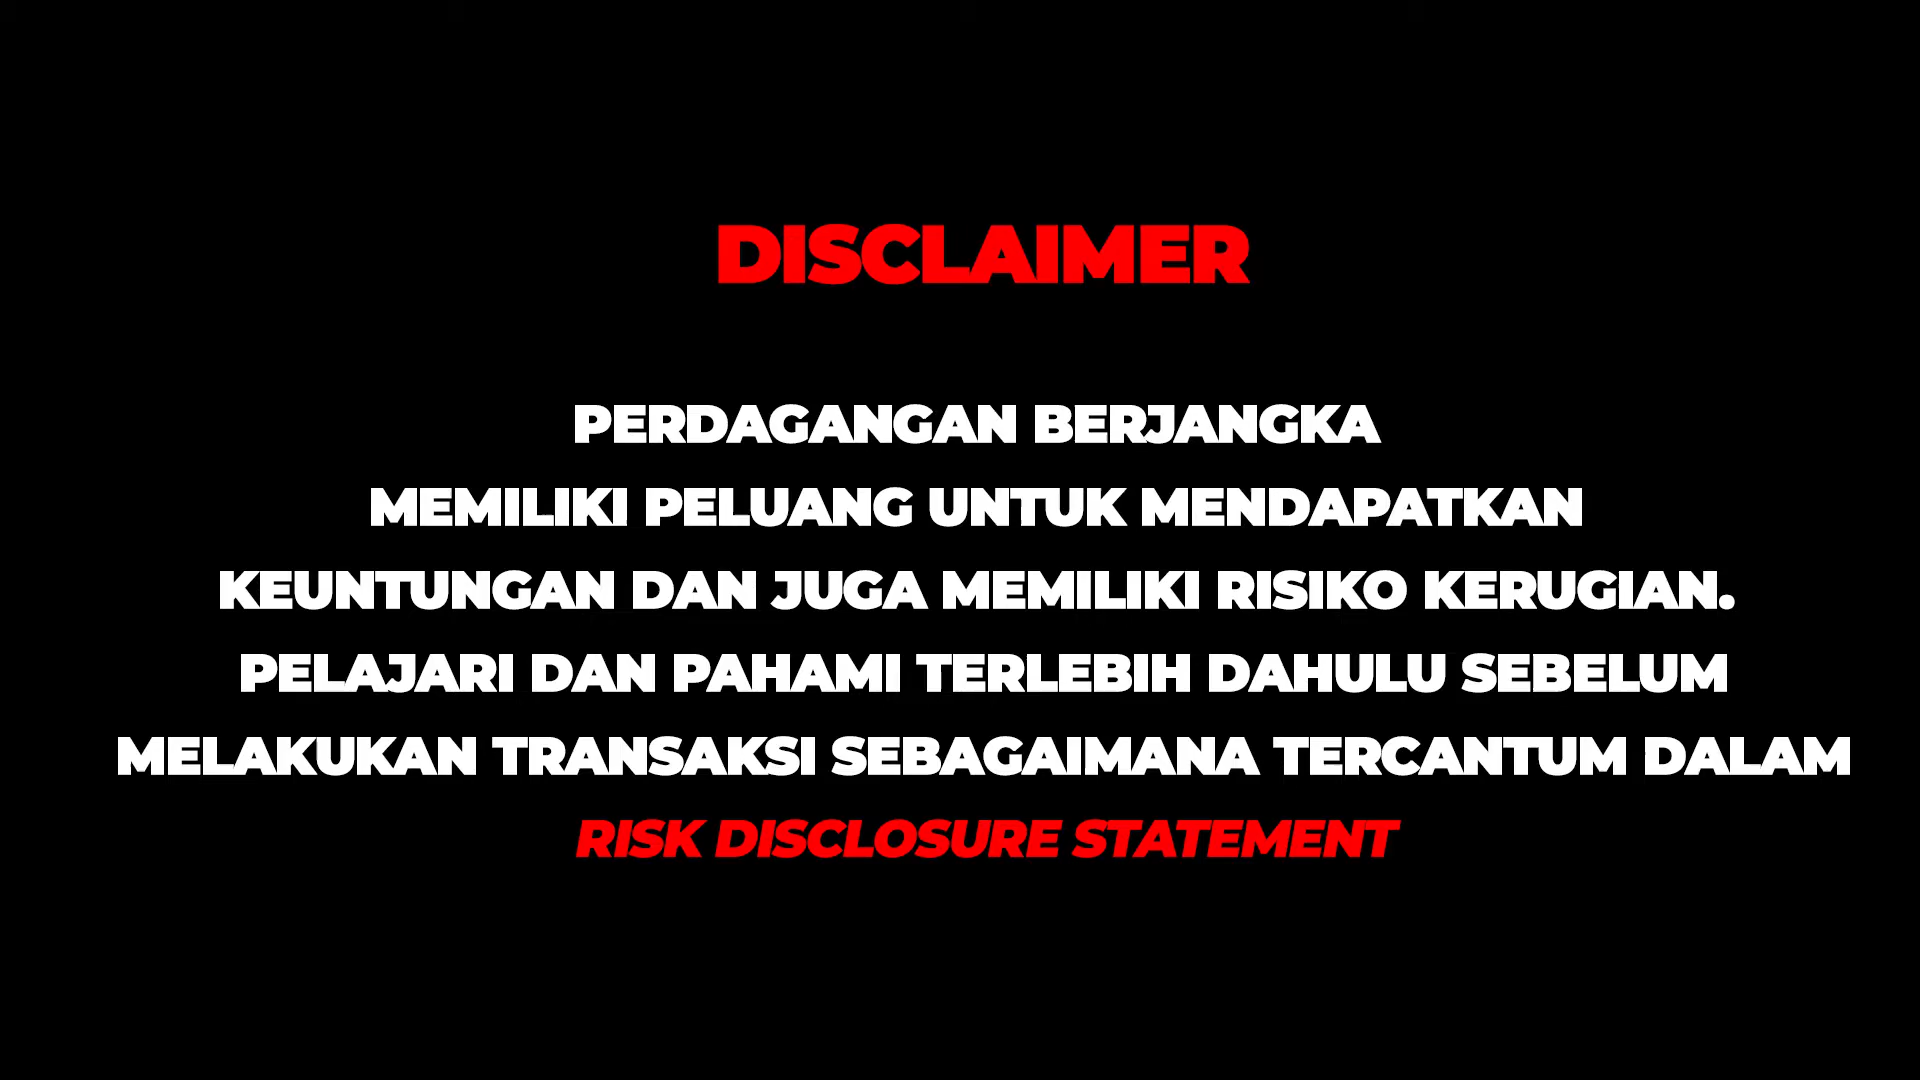 DISCLAIMER
PERDAGANGAN BERJANGKA
MEMILIKI PELUANG UNTUK MENDAPATKAN
KEUNTUNGAN DAN JUGA MEMILIKI RISIKO KERUGIAN.
PELAJARI DAN PAHAMI TERLEBIH DAHULU SEBELUM
MELAKUKAN TRANSAKSI SEBAGAIMANA TERCANTUM DALAM
RISK DISCLOSURE STATEMENT